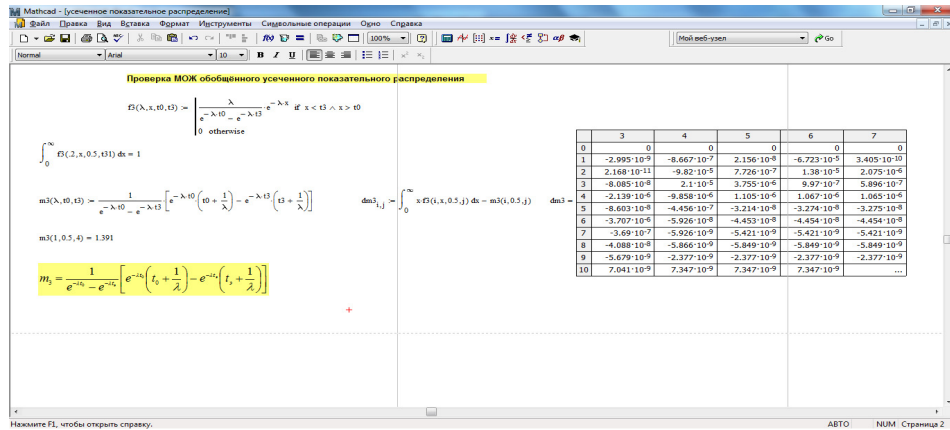 Mathcad - [усеченное показательное распределение]
Файл Правка Вид Вставка Формат Инструменты Символьные операции Окно Справка
100% Мой веб-узел Go
Normal Arial 10 B I U
Проверка МОЖ обобщённого усеченного показательного распределения
f3(λ,x,t0,t3) := | λ/(e^(−λ·t0) − e^(−λ·t3))·e^(−λ·x) if x < t3 ∧ x > t0
0 otherwise
∫_0^∞ f3(.2,x,0.5,t31) dx = 1
m3(λ,t0,t3) := 1/(e^(−λ·t0) − e^(−λ·t3))·[e^(−λ·t0)·(t0 + 1/λ) − e^(−λ·t3)·(t3 + 1/λ)]
dm3_i,j := ∫_0^∞ x·f3(i,x,0.5,j) dx − m3(i,0.5,j)
dm3 =
m3(1,0.5,4) = 1.391
m_3 = 1/(e^(−λt_0) − e^(−λt_s)) [e^(−λt_0)(t_0 + 1/λ) − e^(−λt_s)(t_s + 1/λ)]
3 4 5 6 7
0 0 0 0 0 0
1 -2.995·10^-9 -8.667·10^-7 2.156·10^-8 -6.723·10^-5 3.405·10^-10
2 2.168·10^-11 -9.82·10^-5 7.726·10^-7 1.38·10^-5 2.075·10^-6
3 -8.085·10^-8 2.1·10^-5 3.755·10^-6 9.97·10^-7 5.896·10^-7
4 -2.139·10^-6 -9.858·10^-6 1.105·10^-6 1.067·10^-6 1.065·10^-6
5 -8.603·10^-8 -4.456·10^-7 -3.214·10^-8 -3.274·10^-8 -3.275·10^-8
6 -3.707·10^-6 -5.926·10^-8 -4.453·10^-8 -4.454·10^-8 -4.454·10^-8
7 -3.69·10^-7 -5.926·10^-9 -5.421·10^-9 -5.421·10^-9 -5.421·10^-9
8 -4.088·10^-8 -5.866·10^-9 -5.849·10^-9 -5.849·10^-9 -5.849·10^-9
9 -5.679·10^-9 -2.377·10^-9 -2.377·10^-9 -2.377·10^-9 -2.377·10^-9
10 7.041·10^-9 7.347·10^-9 7.347·10^-9 7.347·10^-9 ...
Нажмите F1, чтобы открыть справку.
АВТО NUM Страница 2